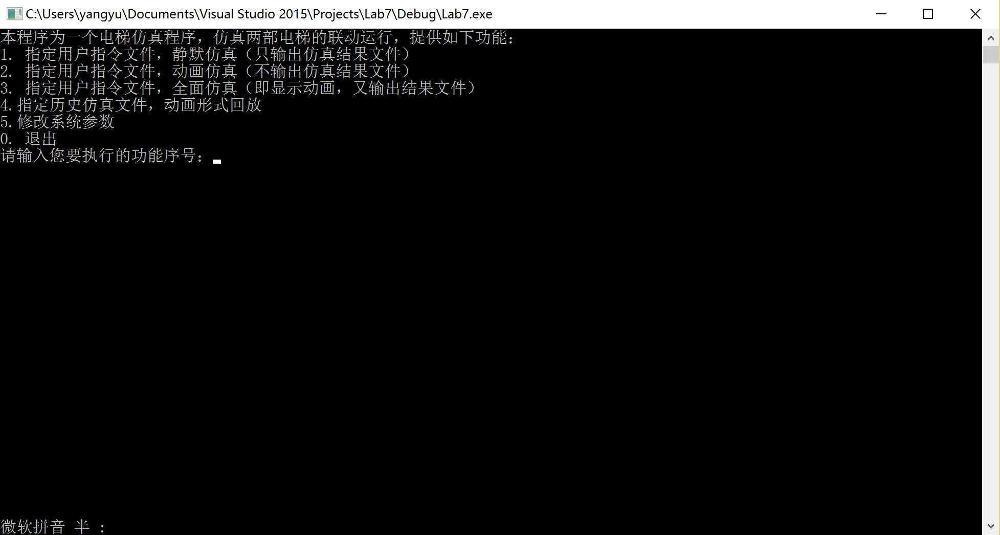 C:\Users\yangyu\Documents\Visual Studio 2015\Projects\Lab7\Debug\Lab7.exe
本程序为一个电梯仿真程序，仿真两部电梯的联动运行，提供如下功能：
1. 指定用户指令文件，静默仿真（只输出仿真结果文件）
2. 指定用户指令文件，动画仿真（不输出仿真结果文件）
3. 指定用户指令文件，全面仿真（即显示动画，又输出结果文件）
4.指定历史仿真文件，动画形式回放
5.修改系统参数
0. 退出
请输入您要执行的功能序号：
微软拼音 半 :